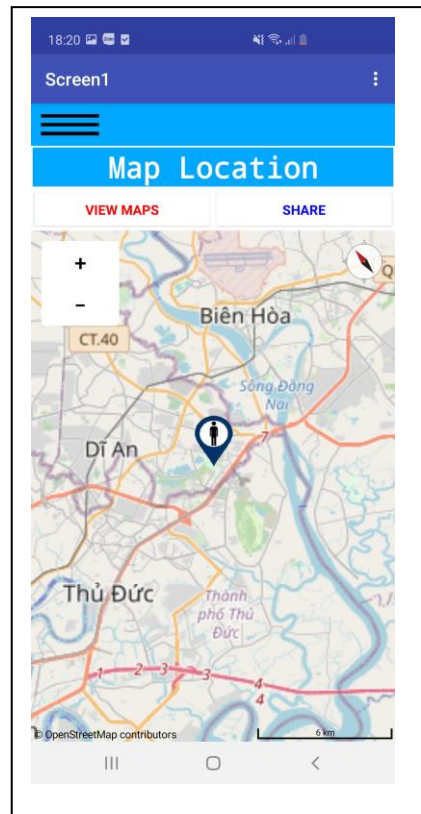 18:20
Screen1
Map Location
VIEW MAPS SHARE
+
−
CT.40
Biên Hòa
Sông Đồng
Nai
7
Dĩ An
Thủ Đức
Thành
phố Thủ
Đức
1 2 3 3 4
4
© OpenStreetMap contributors
6 km